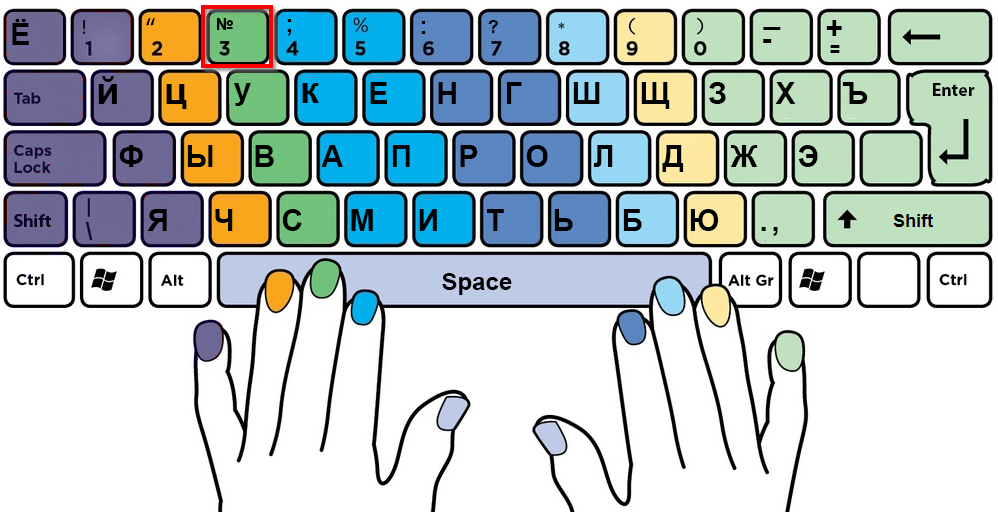 Ё ! 1 “ 2 № 3 ; 4 % 5 : 6 ? 7 * 8 ( 9 ) 0 — - + =
Tab Й Ц У К Е Н Г Ш Щ З Х Ъ Enter
Caps Lock Ф Ы В А П Р О Л Д Ж Э
Shift | \ Я Ч С М И Т Ь Б Ю . , Shift
Ctrl Alt Space Alt Gr Ctrl